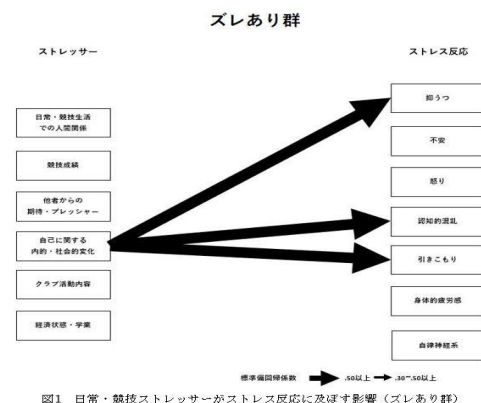 ズレあり群
ストレッサー
ストレス反応
日常・競技生活
での人間関係
競技成績
他者からの
期待・プレッシャー
自己に関する
内的・社会的変化
クラブ活動内容
経済状態・学業
抑うつ
不安
怒り
認知的混乱
引きこもり
身体的疲労感
自律神経系
標準偏回帰係数 .50以上 .30~.50以上
図1 日常・競技ストレッサーがストレス反応に及ぼす影響（ズレあり群）